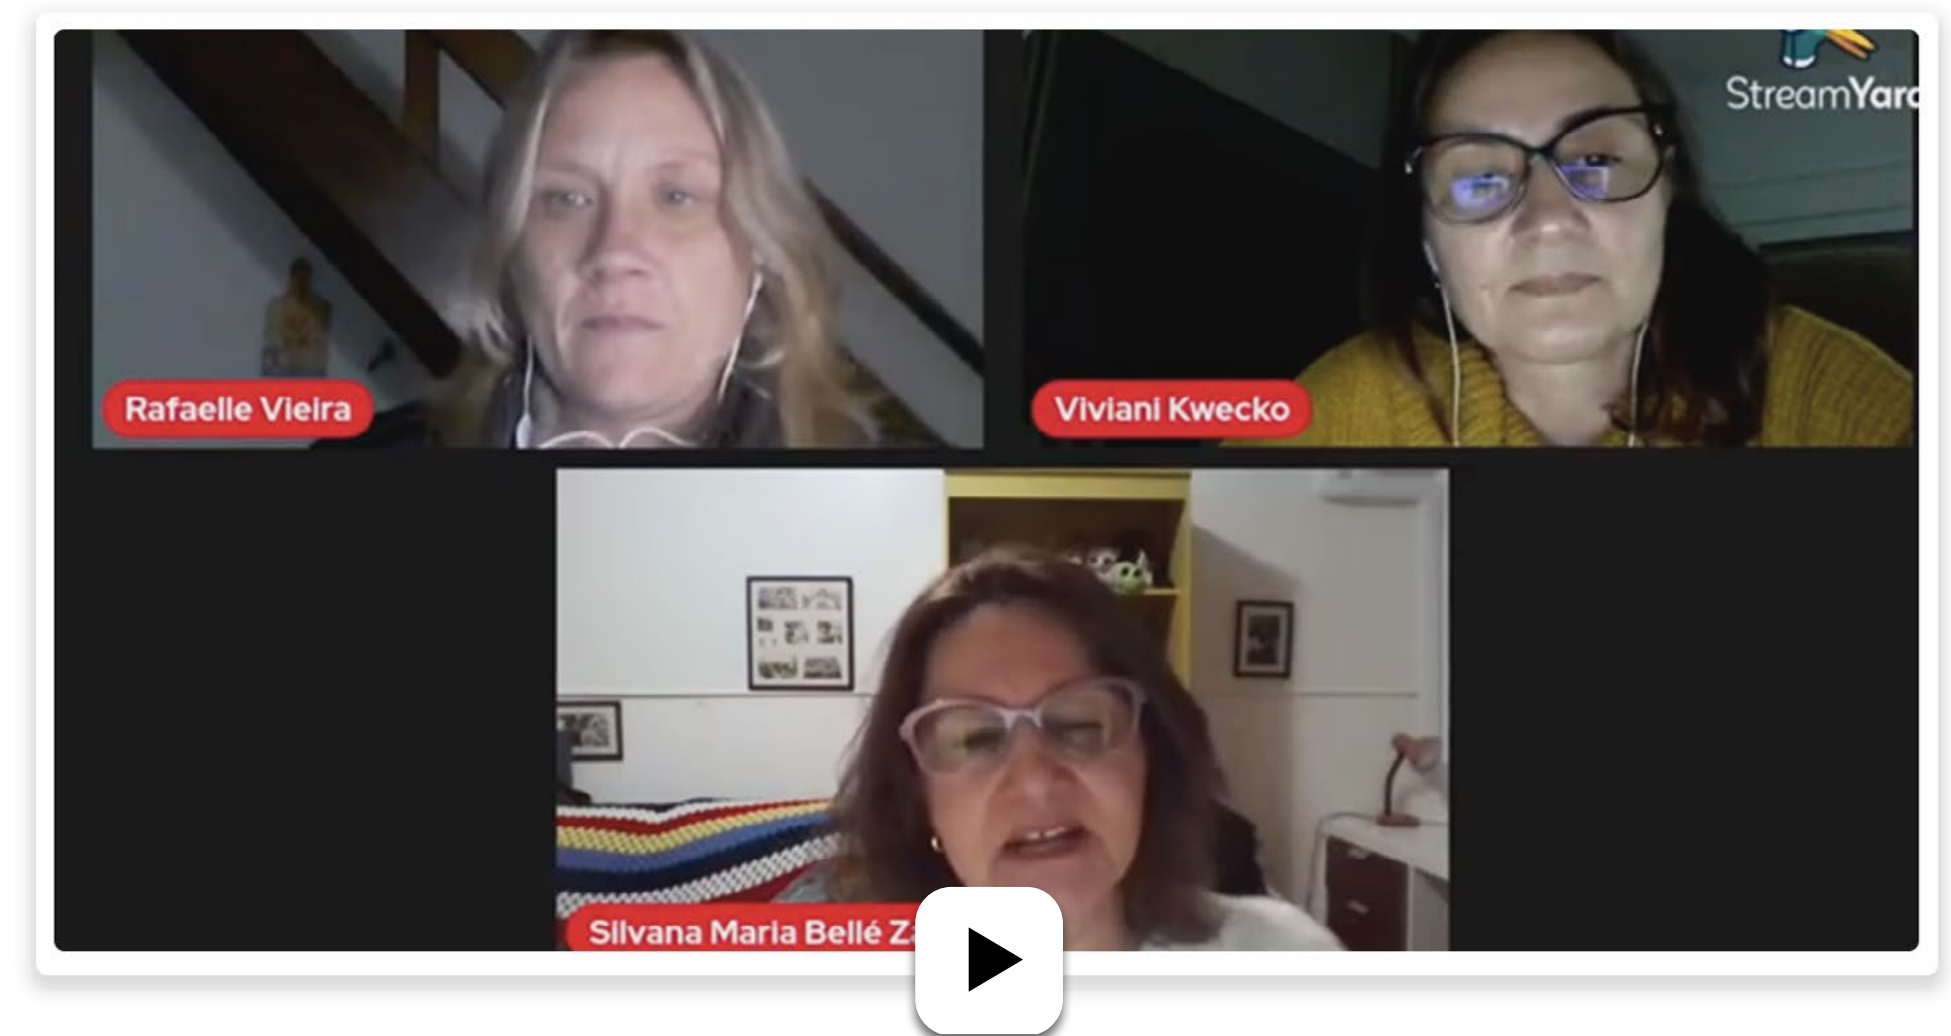 StreamYard
Rafaelle Vieira
Viviani Kwecko
Silvana Maria Bellé